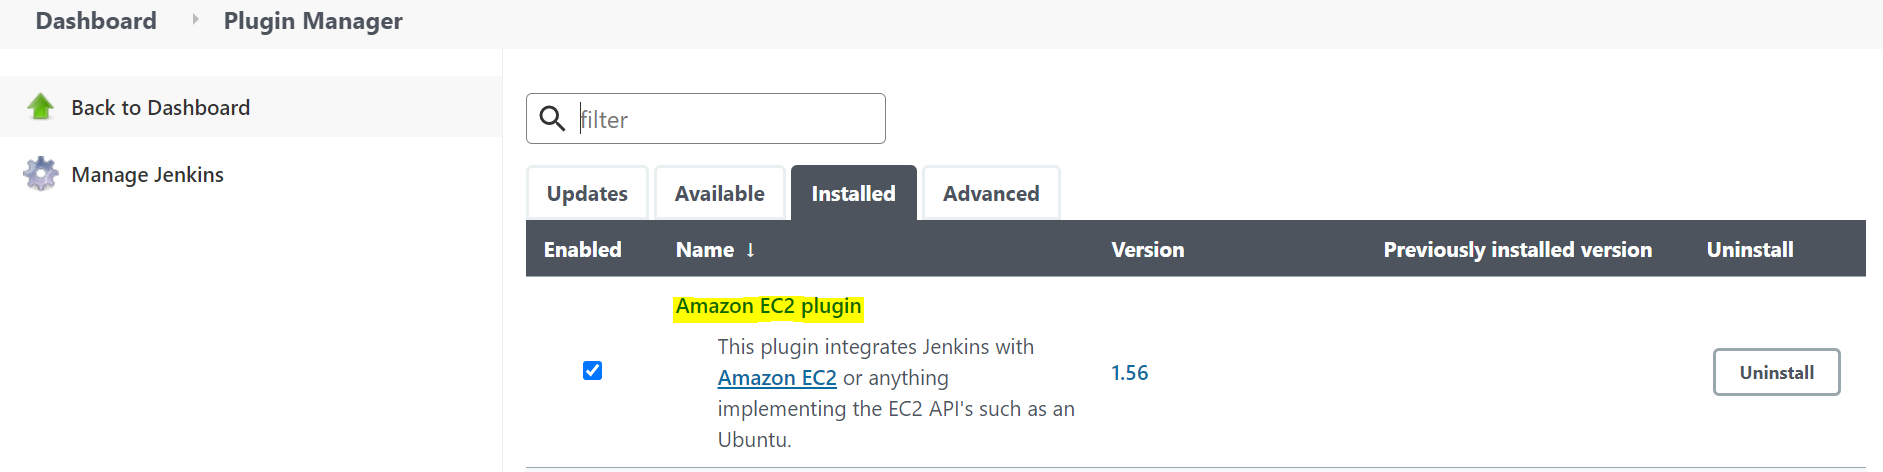 Dashboard Plugin Manager
Back to Dashboard
Manage Jenkins
filter
Updates Available Installed Advanced
Enabled Name ↓ Version Previously installed version Uninstall
Amazon EC2 plugin
This plugin integrates Jenkins with
Amazon EC2 or anything
implementing the EC2 API's such as an
Ubuntu.
1.56
Uninstall